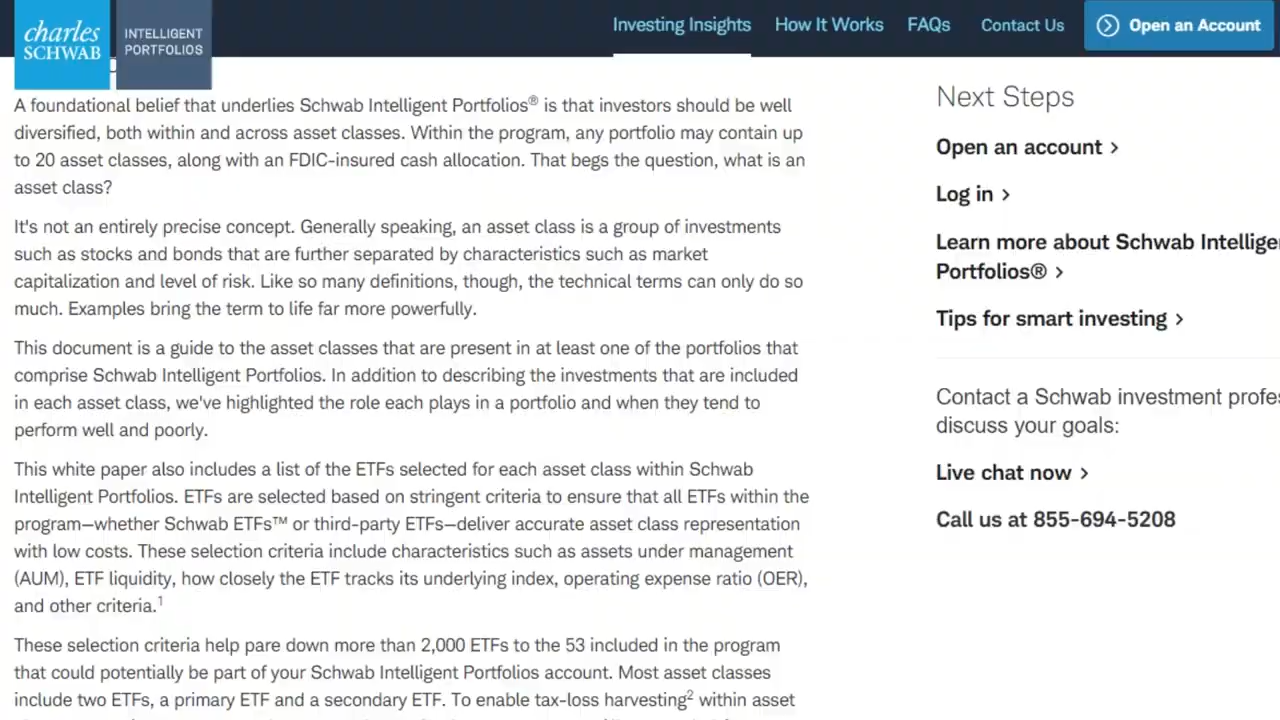 charles
SCHWAB
INTELLIGENT
PORTFOLIOS
Investing Insights
How It Works
FAQs
Contact Us
Open an Account
A foundational belief that underlies Schwab Intelligent Portfolios® is that investors should be well
diversified, both within and across asset classes. Within the program, any portfolio may contain up
to 20 asset classes, along with an FDIC-insured cash allocation. That begs the question, what is an
asset class?
It's not an entirely precise concept. Generally speaking, an asset class is a group of investments
such as stocks and bonds that are further separated by characteristics such as market
capitalization and level of risk. Like so many definitions, though, the technical terms can only do so
much. Examples bring the term to life far more powerfully.
This document is a guide to the asset classes that are present in at least one of the portfolios that
comprise Schwab Intelligent Portfolios. In addition to describing the investments that are included
in each asset class, we've highlighted the role each plays in a portfolio and when they tend to
perform well and poorly.
This white paper also includes a list of the ETFs selected for each asset class within Schwab
Intelligent Portfolios. ETFs are selected based on stringent criteria to ensure that all ETFs within the
program—whether Schwab ETFs™ or third-party ETFs—deliver accurate asset class representation
with low costs. These selection criteria include characteristics such as assets under management
(AUM), ETF liquidity, how closely the ETF tracks its underlying index, operating expense ratio (OER),
and other criteria.¹
These selection criteria help pare down more than 2,000 ETFs to the 53 included in the program
that could potentially be part of your Schwab Intelligent Portfolios account. Most asset classes
include two ETFs, a primary ETF and a secondary ETF. To enable tax-loss harvesting² within asset
Next Steps
Open an account >
Log in >
Learn more about Schwab Intellige
Portfolios® >
Tips for smart investing >
Contact a Schwab investment profes
discuss your goals:
Live chat now >
Call us at 855-694-5208